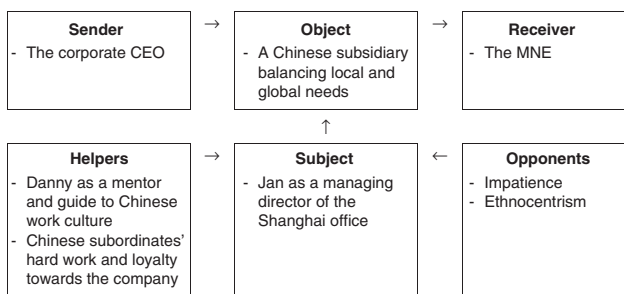 Sender
- The corporate CEO
→
Object
- A Chinese subsidiary
balancing local and
global needs
→
Receiver
- The MNE
↑
Helpers
- Danny as a mentor
and guide to Chinese
work culture
- Chinese subordinates'
hard work and loyalty
towards the company
→
Subject
- Jan as a managing
director of the
Shanghai office
←
Opponents
- Impatience
- Ethnocentrism